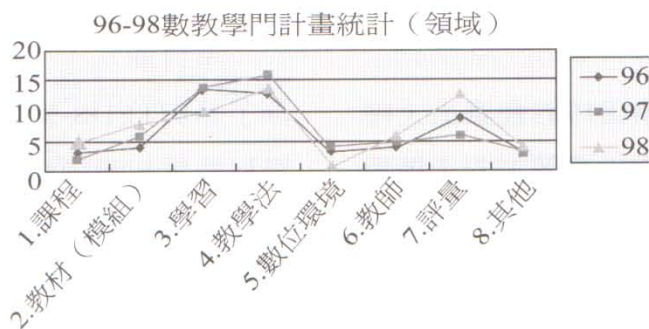 96-98數教學門計畫統計（領域）
20
15
10
5
0
96
97
98
1.課程
2.教材（模組）
3.學習
4.教學法
5.數位環境
6.教師
7.評量
8.其他